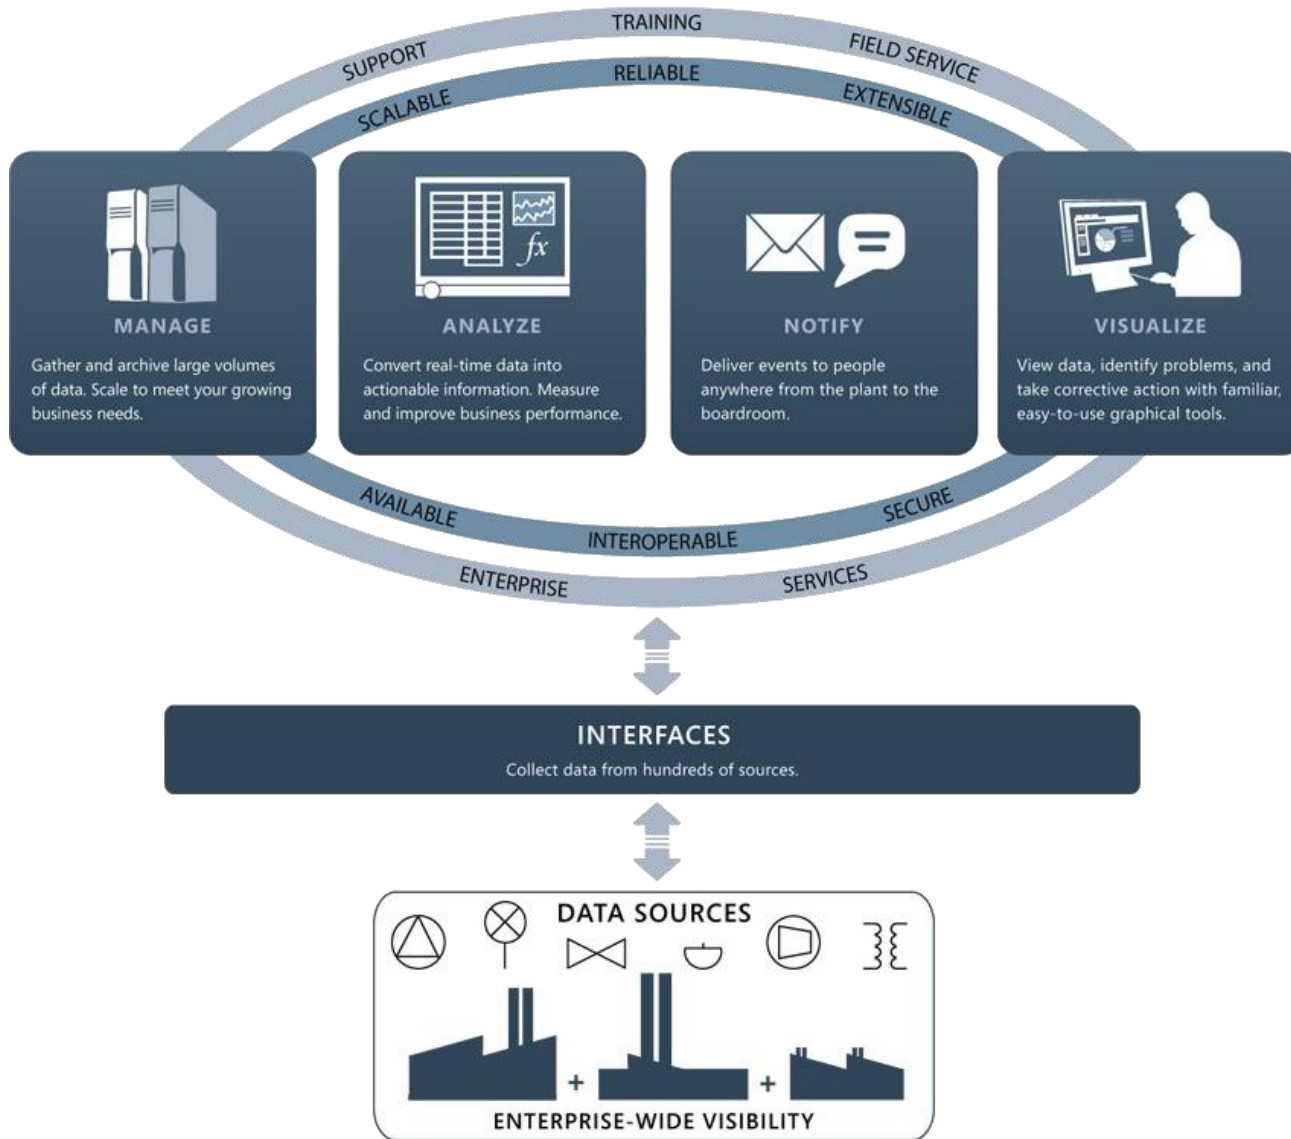 TRAINING
SUPPORT
FIELD SERVICE
RELIABLE
SCALABLE
EXTENSIBLE
MANAGE
Gather and archive large volumes
of data. Scale to meet your growing
business needs.
fx
ANALYZE
Convert real-time data into
actionable information. Measure
and improve business performance.
NOTIFY
Deliver events to people
anywhere from the plant to the
boardroom.
VISUALIZE
View data, identify problems, and
take corrective action with familiar,
easy-to-use graphical tools.
AVAILABLE
SECURE
INTEROPERABLE
ENTERPRISE
SERVICES
INTERFACES
Collect data from hundreds of sources.
DATA SOURCES
+ +
ENTERPRISE-WIDE VISIBILITY